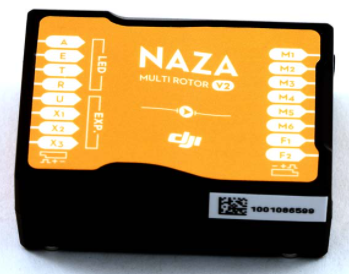 A
E
T
R
U
X1
X2
X3
LED
EXP.
NAZA
MULTI ROTOR V2
dji
M1
M2
M3
M4
M5
M6
F1
F2
1001086599